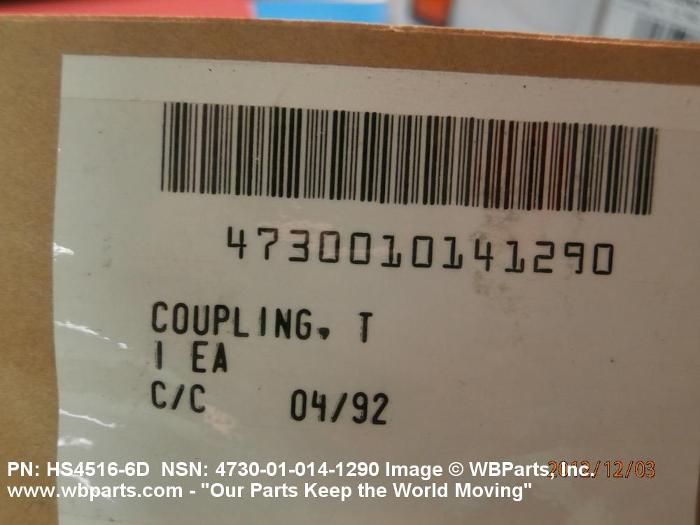 4730010141290
COUPLING, T
1 EA
C/C 04/92
PN: HS4516-6D NSN: 4730-01-014-1290 Image © WBParts, Inc.
2012/12/03
www.wbparts.com - "Our Parts Keep the World Moving"